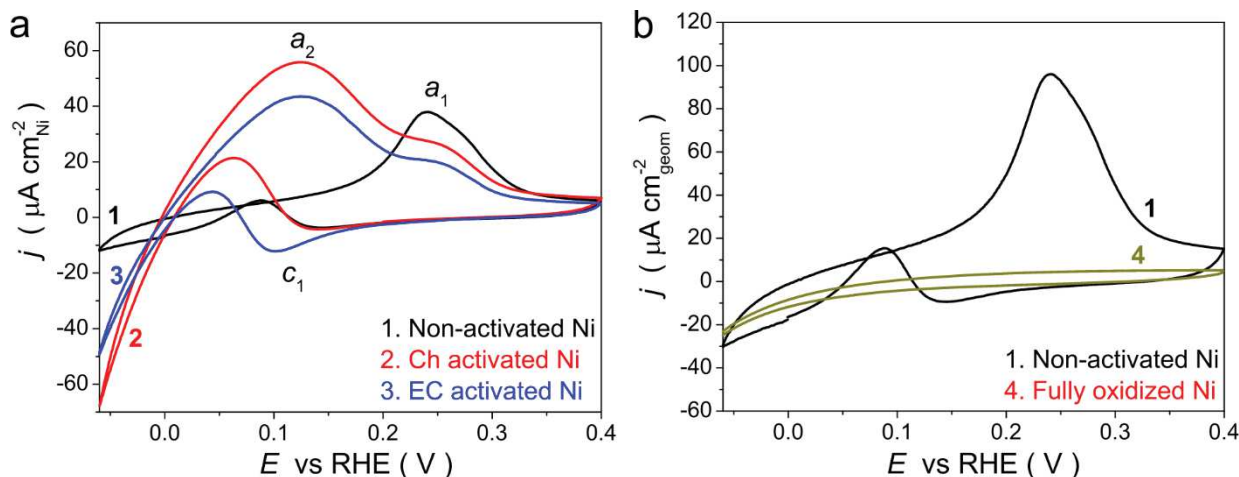 a
60
40
20
0
-20
-40
-60
j ( μA cm⁻²Ni )
a2
a1
c1
1
3
2
1. Non-activated Ni
2. Ch activated Ni
3. EC activated Ni
0.0 0.1 0.2 0.3 0.4
E vs RHE ( V )
b
120
100
80
60
40
20
0
-20
-40
-60
j ( μA cm⁻²geom )
1
4
1. Non-activated Ni
4. Fully oxidized Ni
0.0 0.1 0.2 0.3 0.4
E vs RHE ( V )